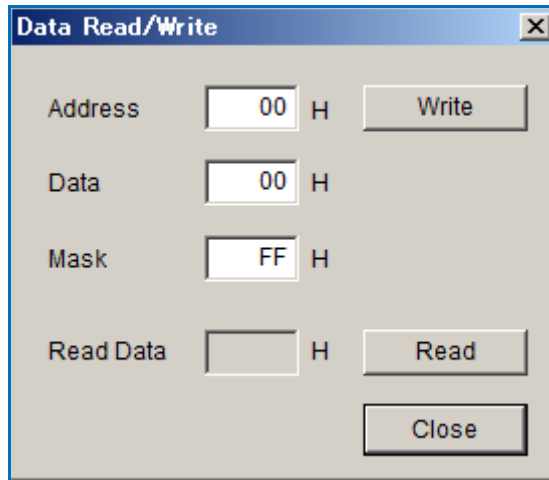 Data Read/Write
Address 00 H Write
Data 00 H
Mask FF H
Read Data H Read
Close